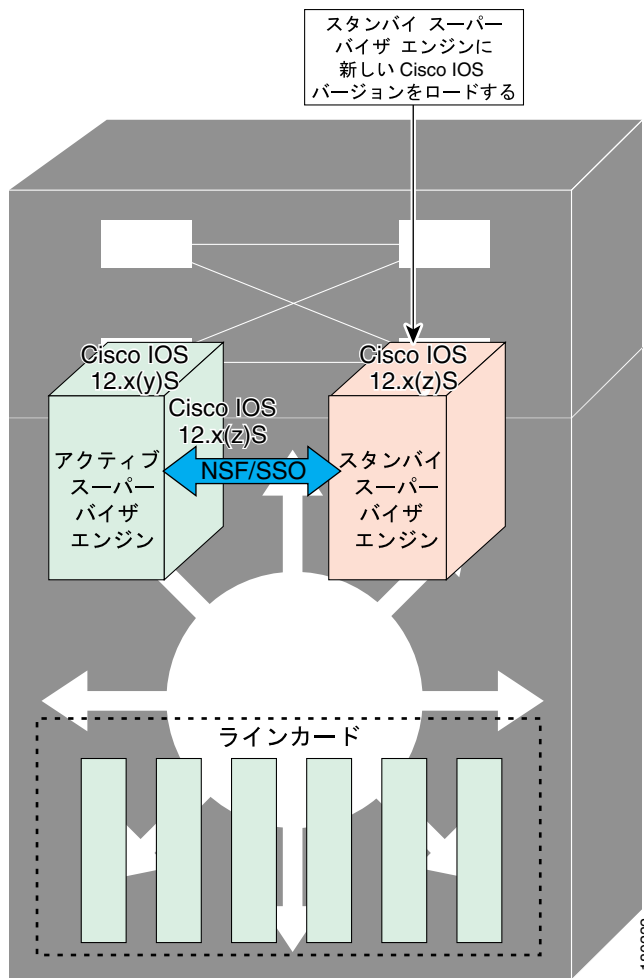 スタンバイ スーパー
バイザ エンジンに
新しい Cisco IOS
バージョンをロードする
Cisco IOS
12.x(y)S
Cisco IOS
12.x(z)S
Cisco IOS
12.x(z)S
アクティブ
スーパー
バイザ
エンジン
NSF/SSO
スタンバイ
スーパー
バイザ
エンジン
ラインカード